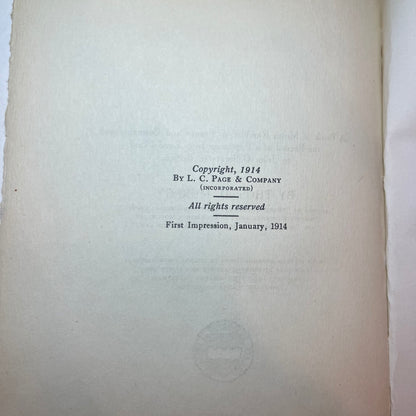 Copyright, 1914
By L. C. Page & Company
(INCORPORATED)
All rights reserved
First Impression, January, 1914